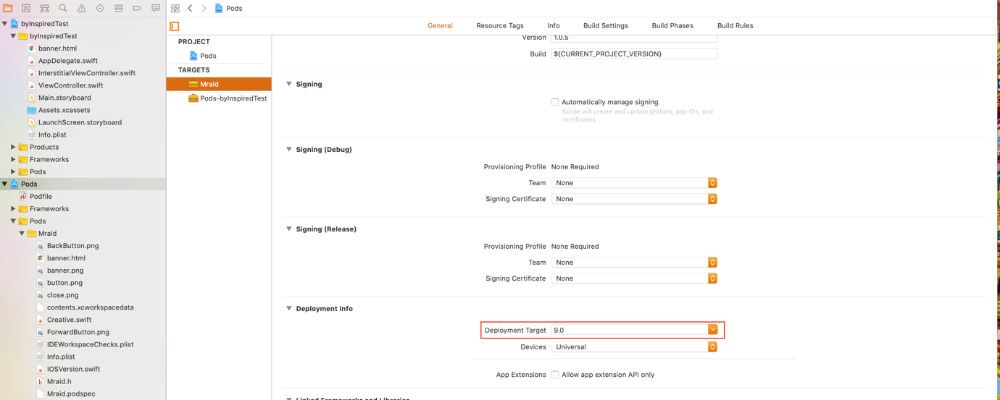 Pods
General
Resource Tags
Info
Build Settings
Build Phases
Build Rules
byInspiredTest
byInspiredTest
banner.html
AppDelegate.swift
InterstitialViewController.swift
ViewController.swift
Main.storyboard
Assets.xcassets
LaunchScreen.storyboard
Info.plist
Products
Frameworks
Pods
Pods
Podfile
Frameworks
Pods
Mraid
BackButton.png
banner.html
banner.png
button.png
close.png
contents.xcworkspacedata
Creative.swift
ForwardButton.png
IDEWorkspaceChecks.plist
Info.plist
IOSVersion.swift
Mraid.h
Mraid.podspec
PROJECT
Pods
TARGETS
Mraid
Pods-byInspiredTest
Version 1.0.5
Build ${CURRENT_PROJECT_VERSION}
Signing
Automatically manage signing
Xcode will create and update profiles, app IDs, and
certificates.
Signing (Debug)
Provisioning Profile None Required
Team None
Signing Certificate None
Signing (Release)
Provisioning Profile None Required
Team None
Signing Certificate None
Deployment Info
Deployment Target 9.0
Devices Universal
App Extensions Allow app extension API only
Linked Frameworks and Libraries